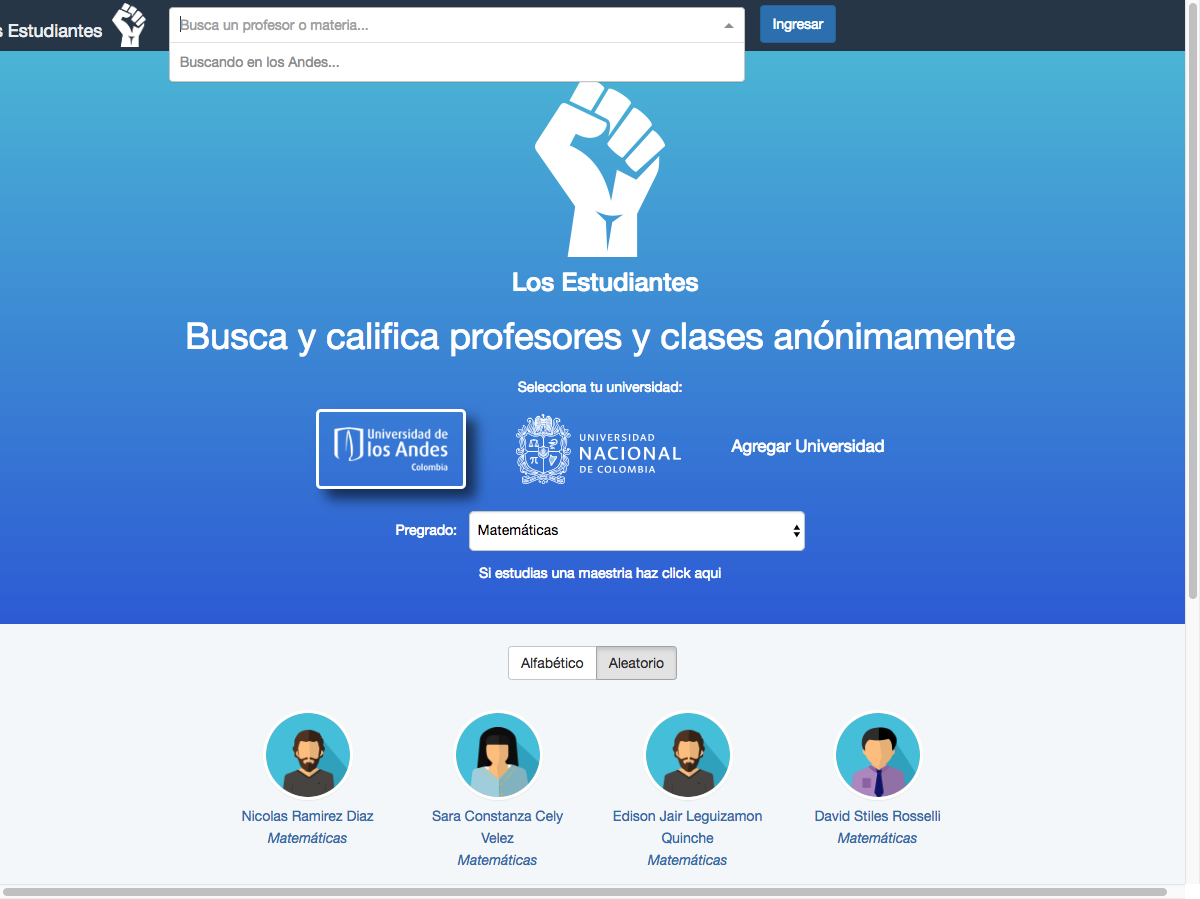 s Estudiantes
Busca un profesor o materia...
Ingresar
Buscando en los Andes...
Los Estudiantes
Busca y califica profesores y clases anónimamente
Selecciona tu universidad:
Universidad de
los Andes
Colombia
UNIVERSIDAD
NACIONAL
DE COLOMBIA
Agregar Universidad
Pregrado:
Matemáticas
Si estudias una maestria haz click aqui
Alfabético
Aleatorio
Nicolas Ramirez Diaz
Matemáticas
Sara Constanza Cely
Velez
Matemáticas
Edison Jair Leguizamon
Quinche
Matemáticas
David Stiles Rosselli
Matemáticas